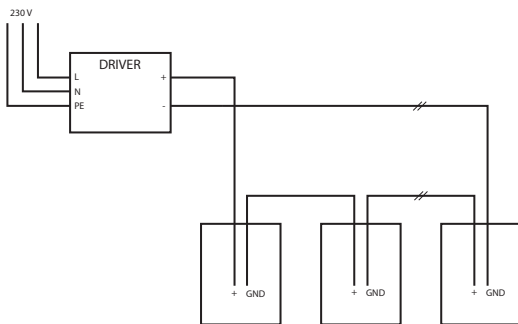 230 V
DRIVER
L +
N
PE -
+ GND + GND + GND